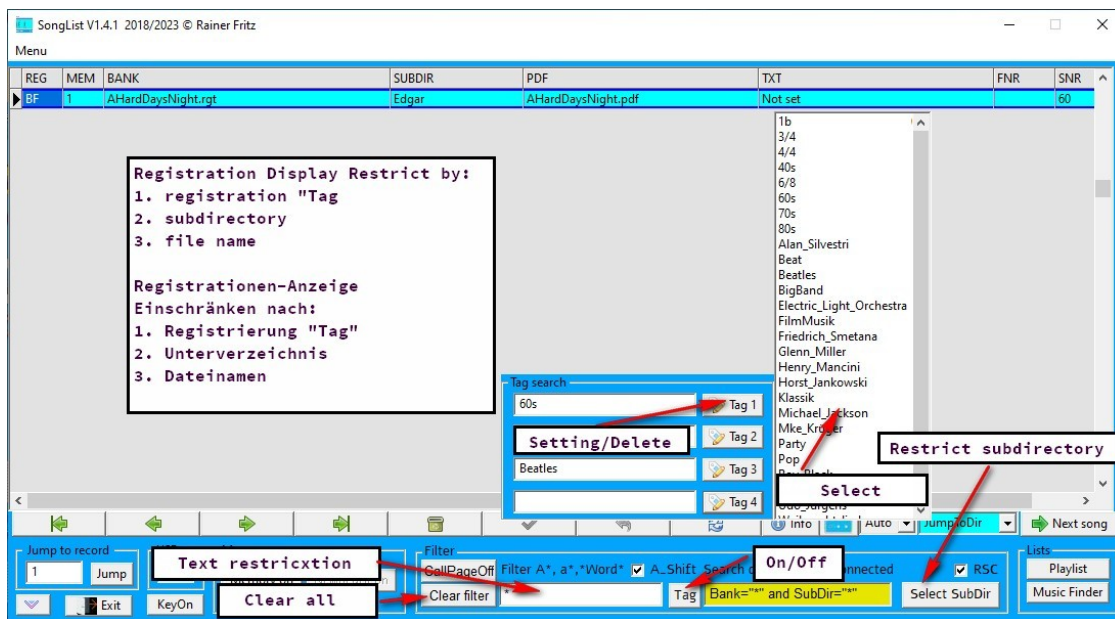 SongList V1.4.1 2018/2023 © Rainer Fritz
Menu
REG MEM BANK SUBDIR PDF TXT FNR SNR
BF 1 AHardDaysNight.rgt Edgar AHardDaysNight.pdf Not set 60
Registration Display Restrict by:
1. registration "Tag
2. subdirectory
3. file name
Registrationen-Anzeige
Einschränken nach:
1. Registrierung "Tag"
2. Unterverzeichnis
3. Dateinamen
1b
3/4
4/4
40s
6/8
60s
70s
80s
Alan_Silvestri
Beat
Beatles
BigBand
Electric_Light_Orchestra
FilmMusik
Friedrich_Smetana
Glenn_Miller
Henry_Mancini
Horst_Jankowski
Klassik
Michael_Jackson
Mke_Kröger
Party
Pop
Tag search
60s Tag 1
Setting/Delete Tag 2
Beatles Tag 3
Tag 4
Select
Restrict subdirectory
Info Auto JumpToDir Next song
Jump to record
1 Jump
Exit KeyOn
Text restricxtion
Clear all
Filter
CallPageOff Filter A*, a*,*Word* A_Shift Search
On/Off
RSC
Clear filter * Tag Bank="*" and SubDir="*" Select SubDir
Lists
Playlist
Music Finder